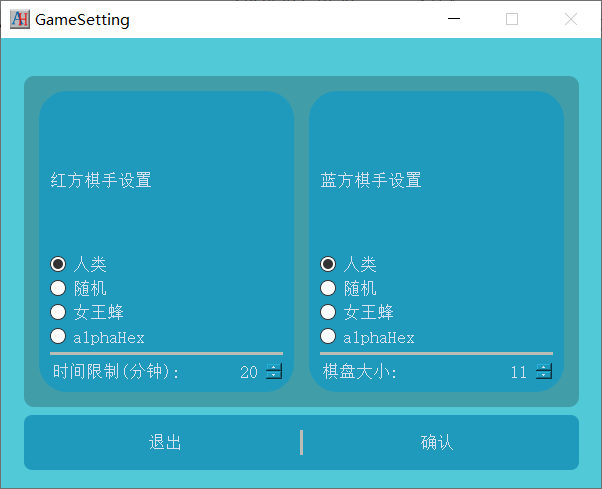 AH GameSetting
红方棋手设置
人类
随机
女王蜂
alphaHex
时间限制(分钟): 20
蓝方棋手设置
人类
随机
女王蜂
alphaHex
棋盘大小: 11
退出
确认